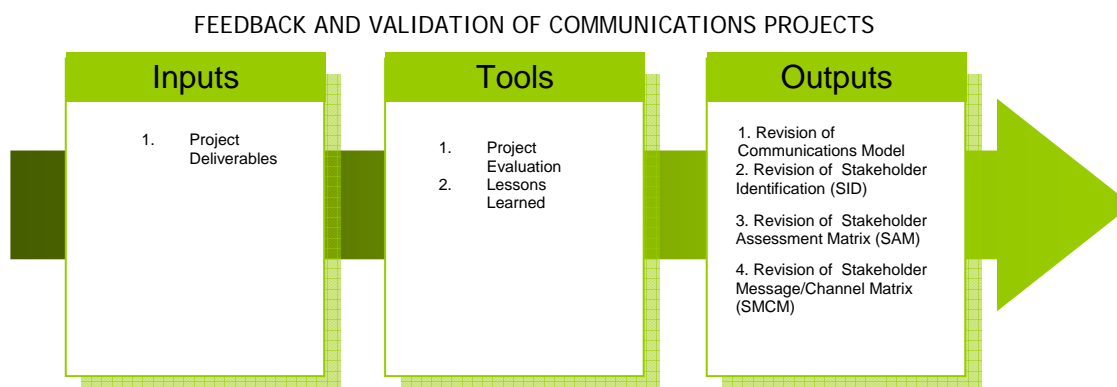 FEEDBACK AND VALIDATION OF COMMUNICATIONS PROJECTS
Inputs
1. Project
Deliverables
Tools
1. Project
Evaluation
2. Lessons
Learned
Outputs
1. Revision of
Communications Model
2. Revision of Stakeholder
Identification (SID)
3. Revision of Stakeholder
Assessment Matrix (SAM)
4. Revision of Stakeholder
Message/Channel Matrix
(SMCM)